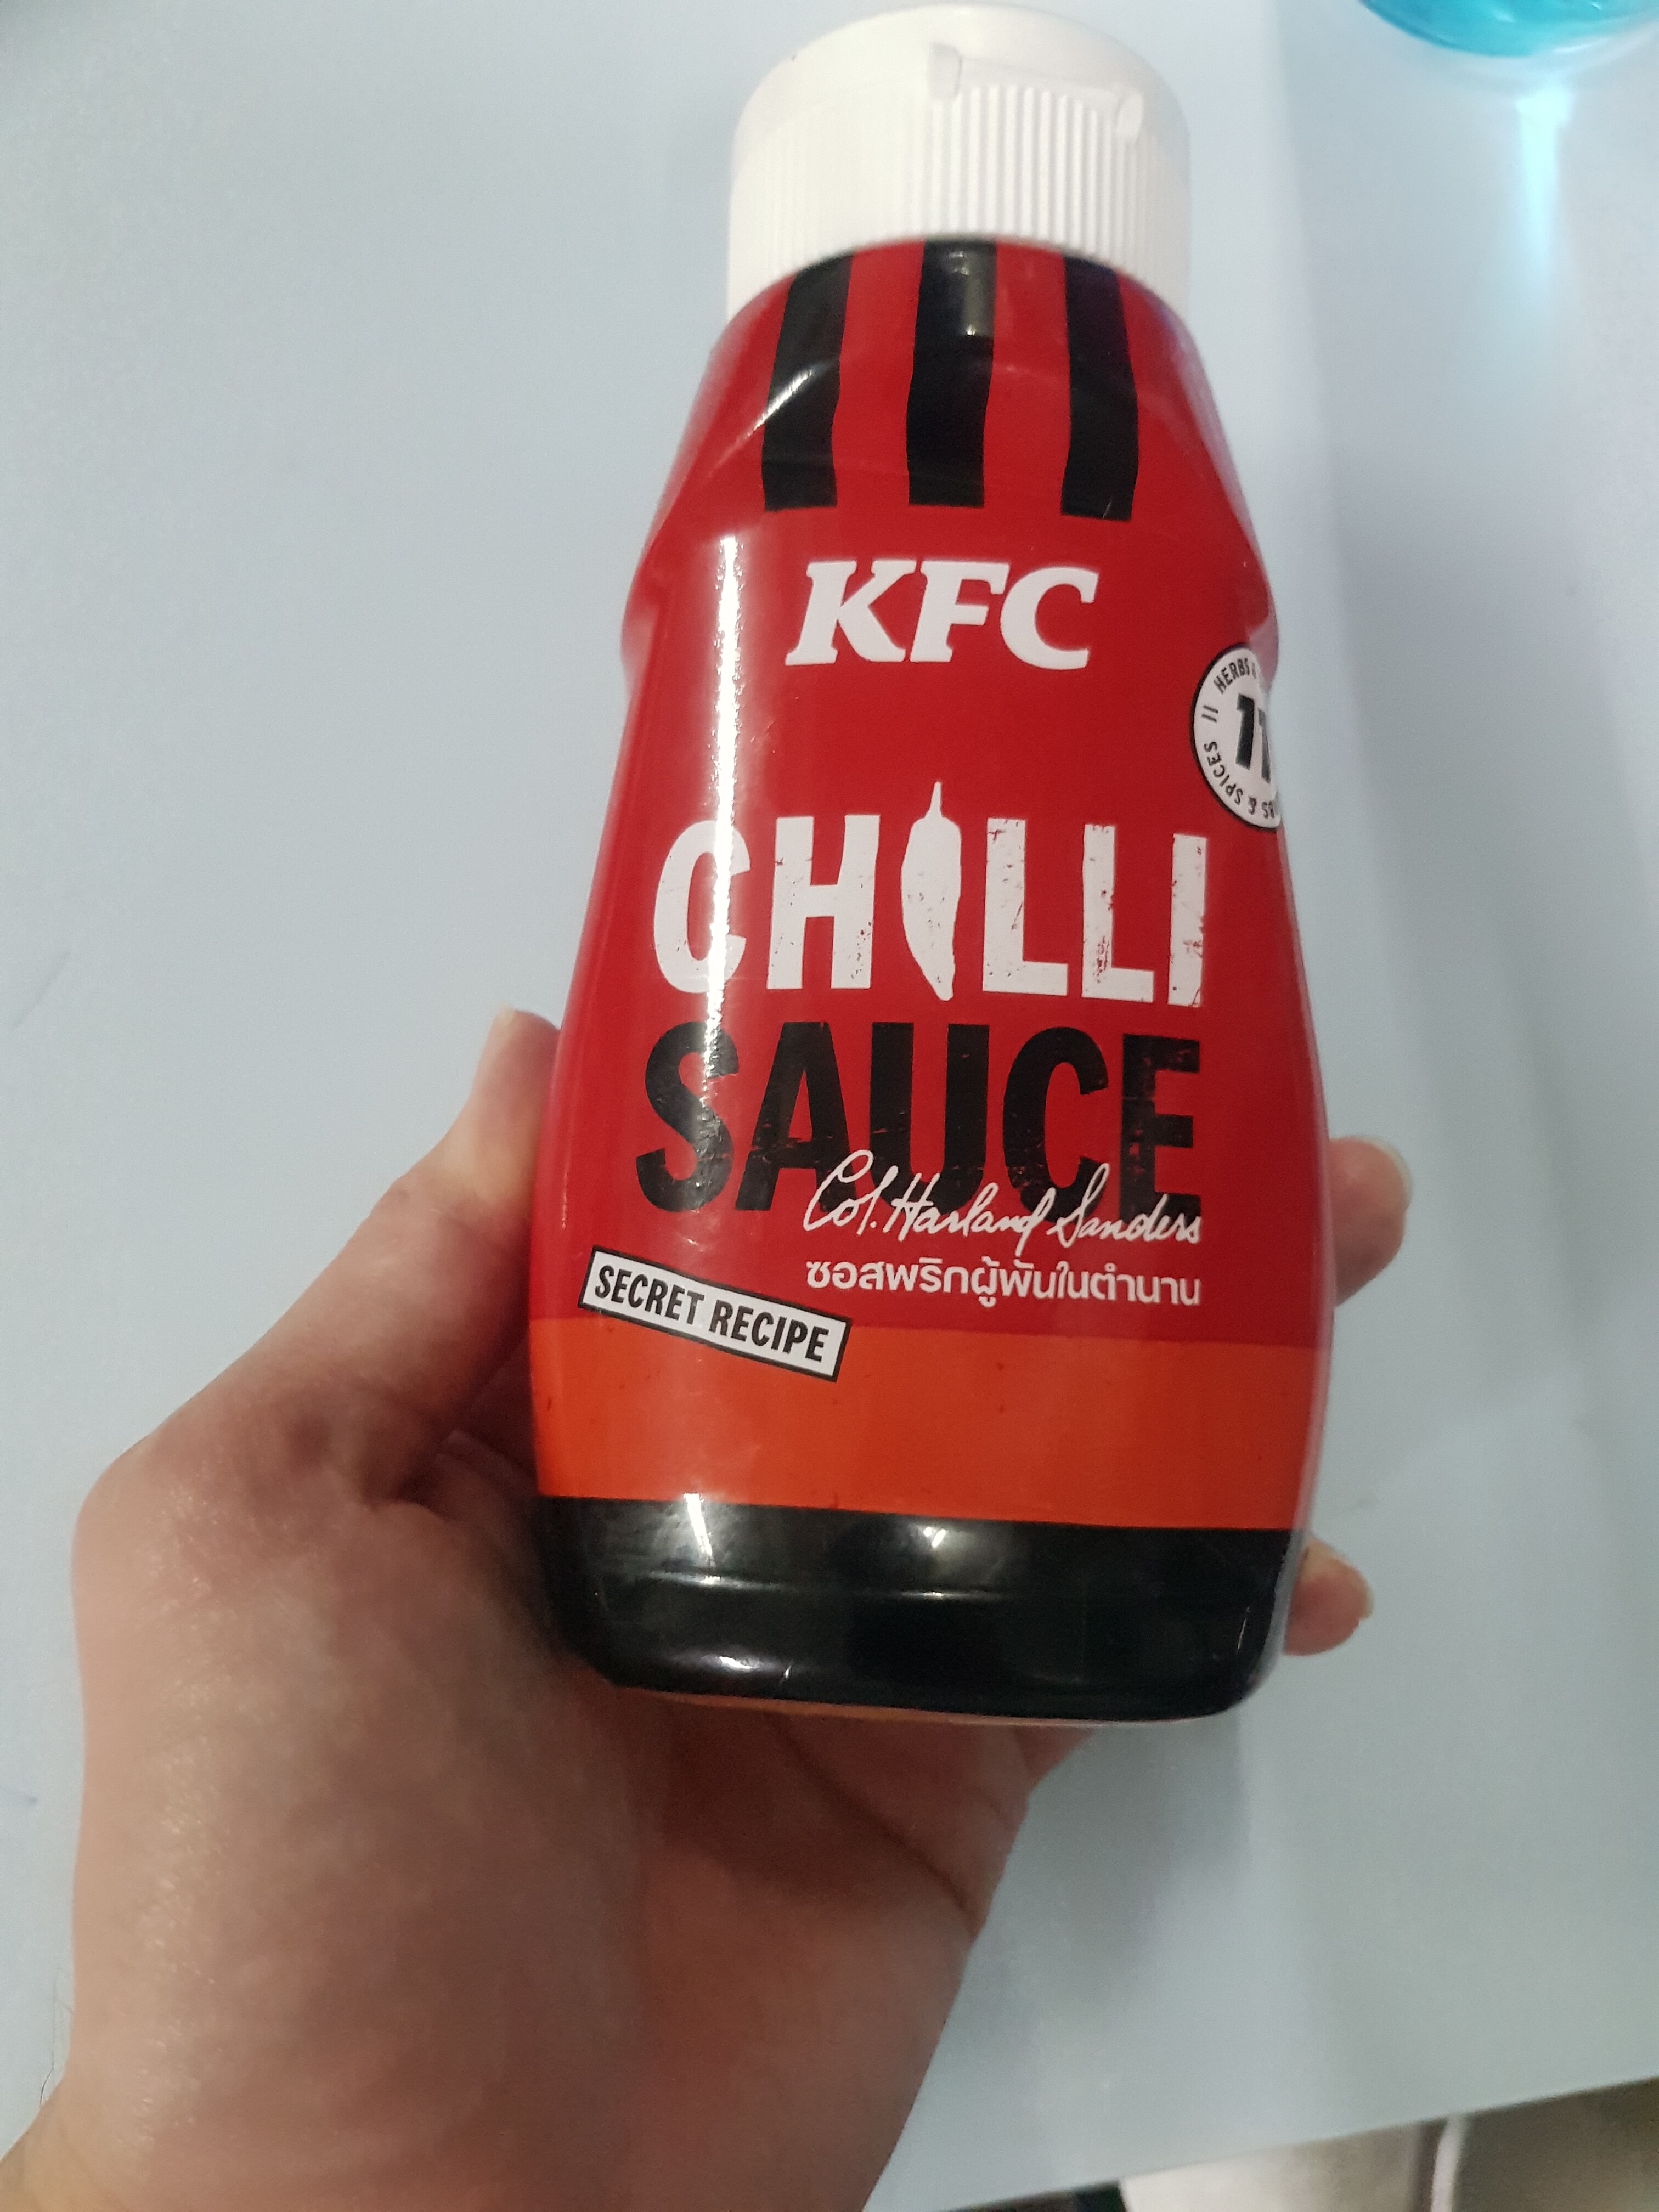 KFC
HERBS &
11
SPICES
CHILLI
SAUCE
Col. Harland Sanders
ซอสพริกผู้พันในตำนาน
SECRET RECIPE